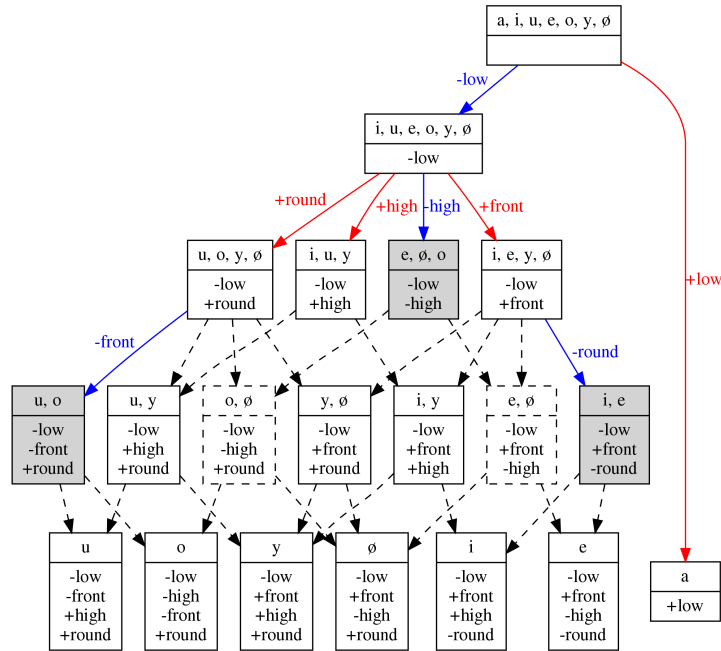 a, i, u, e, o, y, ø
-low
i, u, e, o, y, ø
-low
+round
+high
-high
+front
u, o, y, ø
-low
+round
i, u, y
-low
+high
e, ø, o
-low
-high
i, e, y, ø
-low
+front
+low
-front
-round
u, o
-low
-front
+round
u, y
-low
+high
+round
o, ø
-low
-high
+round
y, ø
-low
+front
+round
i, y
-low
+front
+high
e, ø
-low
+front
-high
i, e
-low
+front
-round
u
-low
-front
+high
+round
o
-low
-high
-front
+round
y
-low
+front
+high
+round
ø
-low
+front
-high
+round
i
-low
+front
+high
-round
e
-low
+front
-high
-round
a
+low